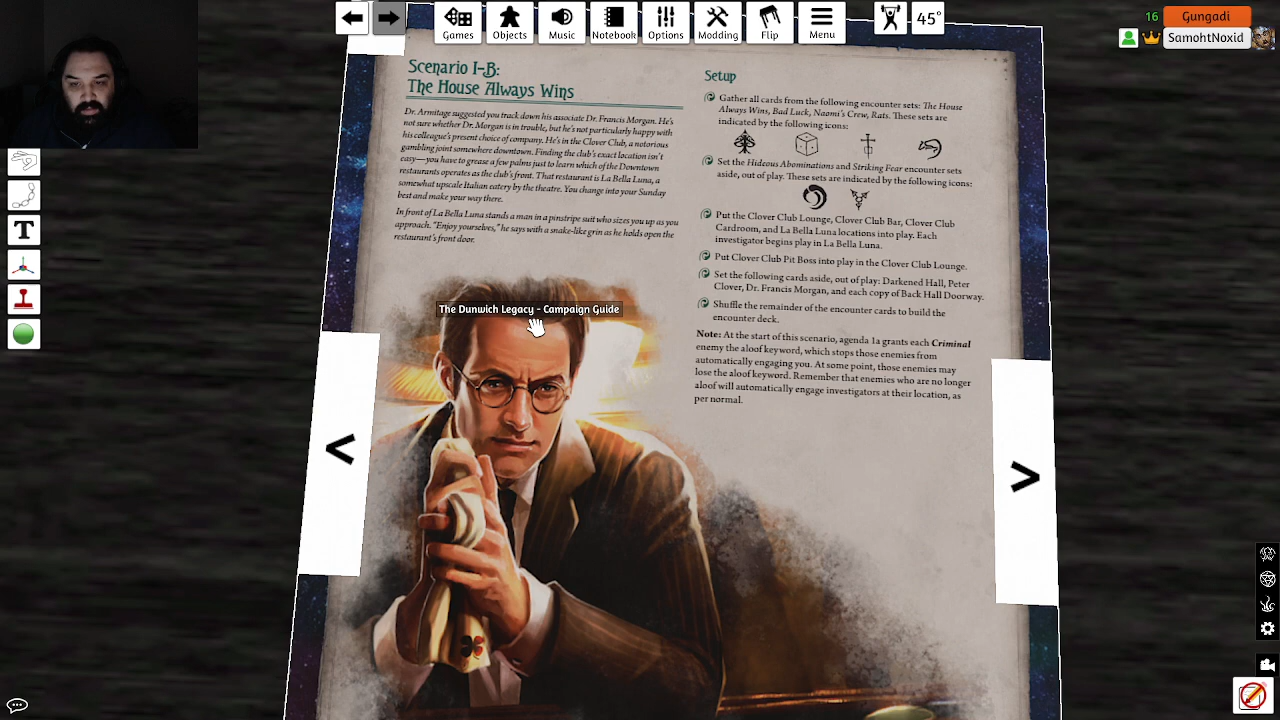 Games
Objects
Music
Notebook
Options
Modding
Flip
Menu
45°
16
Gungadi
SamohtNoxid
T
Scenario I-B:
The House Always Wins
Dr. Armitage suggested you track down his associate Dr. Francis Morgan. He's
not sure whether Dr. Morgan is in trouble, but he's not particularly happy with
his colleague's present choice of company. He's in the Clover Club, a notorious
gambling joint somewhere downtown. Finding the club's exact location isn't
easy—you have to grease a few palms just to learn which of the Downtown
restaurants operates as the club's front. That restaurant is La Bella Luna, a
somewhat upscale Italian eatery by the theatre. You change into your Sunday
best and make your way there.
In front of La Bella Luna stands a man in a pinstripe suit who sizes you up as you
approach. "Enjoy yourselves," he says with a snake-like grin as he holds open the
restaurant's front door.
The Dunwich Legacy - Campaign Guide
<
Setup
Gather all cards from the following encounter sets: The House
Always Wins, Bad Luck, Naomi's Crew, Rats. These sets are
indicated by the following icons:
Set the Hideous Abominations and Striking Fear encounter sets
aside, out of play. These sets are indicated by the following icons:
Put the Clover Club Lounge, Clover Club Bar, Clover Club
Cardroom, and La Bella Luna locations into play. Each
investigator begins play in La Bella Luna.
Put Clover Club Pit Boss into play in the Clover Club Lounge.
Set the following cards aside, out of play: Darkened Hall, Peter
Clover, Dr. Francis Morgan, and each copy of Back Hall Doorway.
Shuffle the remainder of the encounter cards to build the
encounter deck.
Note: At the start of this scenario, agenda 1a grants each Criminal
enemy the aloof keyword, which stops those enemies from
automatically engaging you. At some point, those enemies may
lose the aloof keyword. Remember that enemies who are no longer
aloof will automatically engage investigators at their location, as
per normal.
>